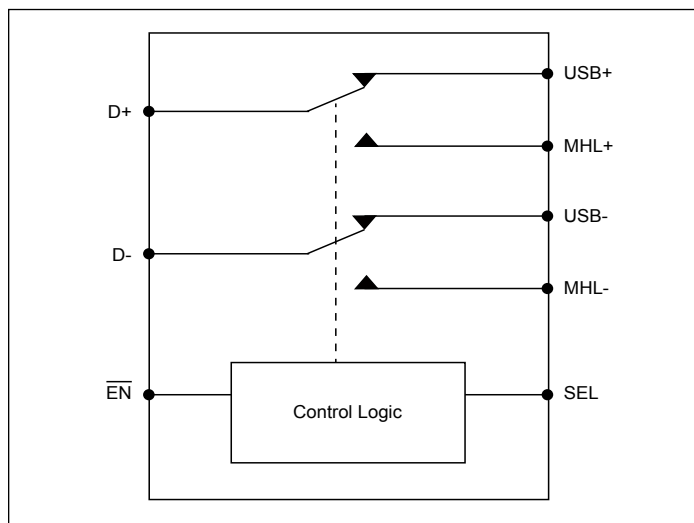 D+
USB+
MHL+
D-
USB-
MHL-
EN
Control Logic
SEL